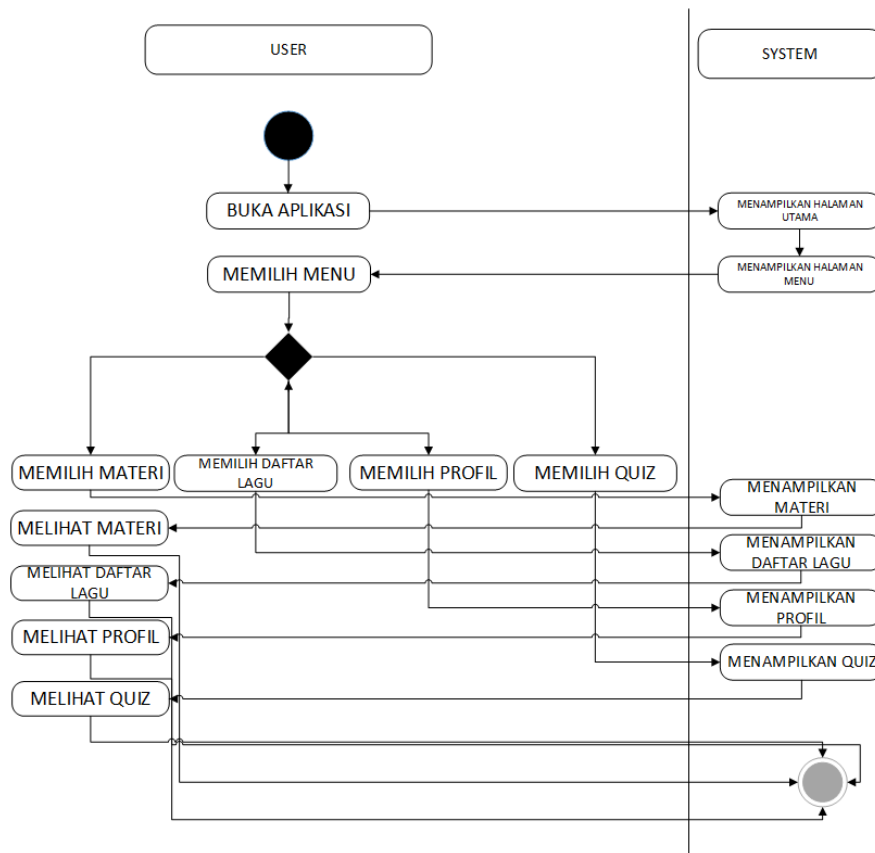 USER
SYSTEM
BUKA APLIKASI
MENAMPILKAN HALAMAN
UTAMA
MEMILIH MENU
MENAMPILKAN HALAMAN
MENU
MEMILIH MATERI
MEMILIH DAFTAR
LAGU
MEMILIH PROFIL
MEMILIH QUIZ
MENAMPILKAN
MATERI
MELIHAT MATERI
MENAMPILKAN
DAFTAR LAGU
MELIHAT DAFTAR
LAGU
MENAMPILKAN
PROFIL
MELIHAT PROFIL
MENAMPILKAN QUIZ
MELIHAT QUIZ